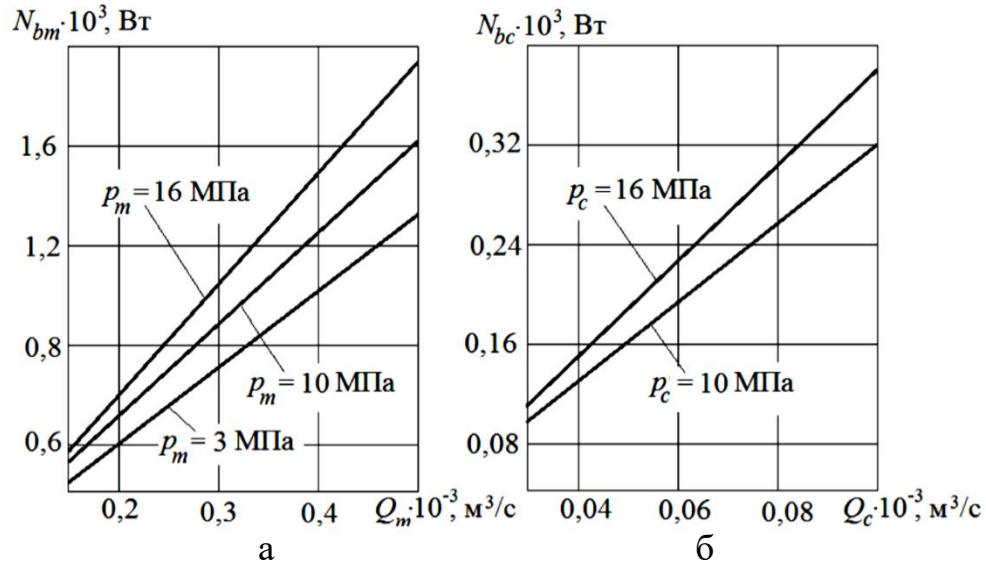 N_bm·10³, Вт
1,6
1,2
0,8
0,6
p_m = 16 МПа
p_m = 10 МПа
p_m = 3 МПа
0,2 0,3 0,4 Q_m·10⁻³, м³/с
а
N_bc·10³, Вт
0,32
0,24
0,16
0,08
p_c = 16 МПа
p_c = 10 МПа
0,04 0,06 0,08 Q_c·10⁻³, м³/с
б